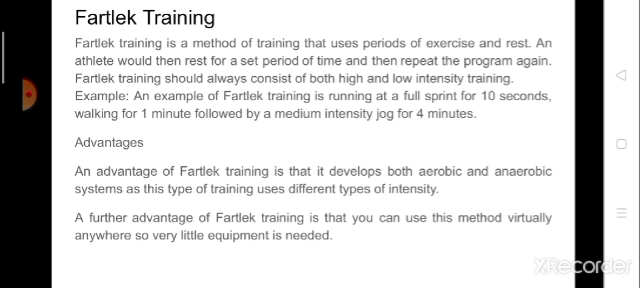 Fartlek Training
Fartlek training is a method of training that uses periods of exercise and rest. An
athlete would then rest for a set period of time and then repeat the program again.
Fartlek training should always consist of both high and low intensity training.
Example: An example of Fartlek training is running at a full sprint for 10 seconds,
walking for 1 minute followed by a medium intensity jog for 4 minutes.
Advantages
An advantage of Fartlek training is that it develops both aerobic and anaerobic
systems as this type of training uses different types of intensity.
A further advantage of Fartlek training is that you can use this method virtually
anywhere so very little equipment is needed.
XRecorder